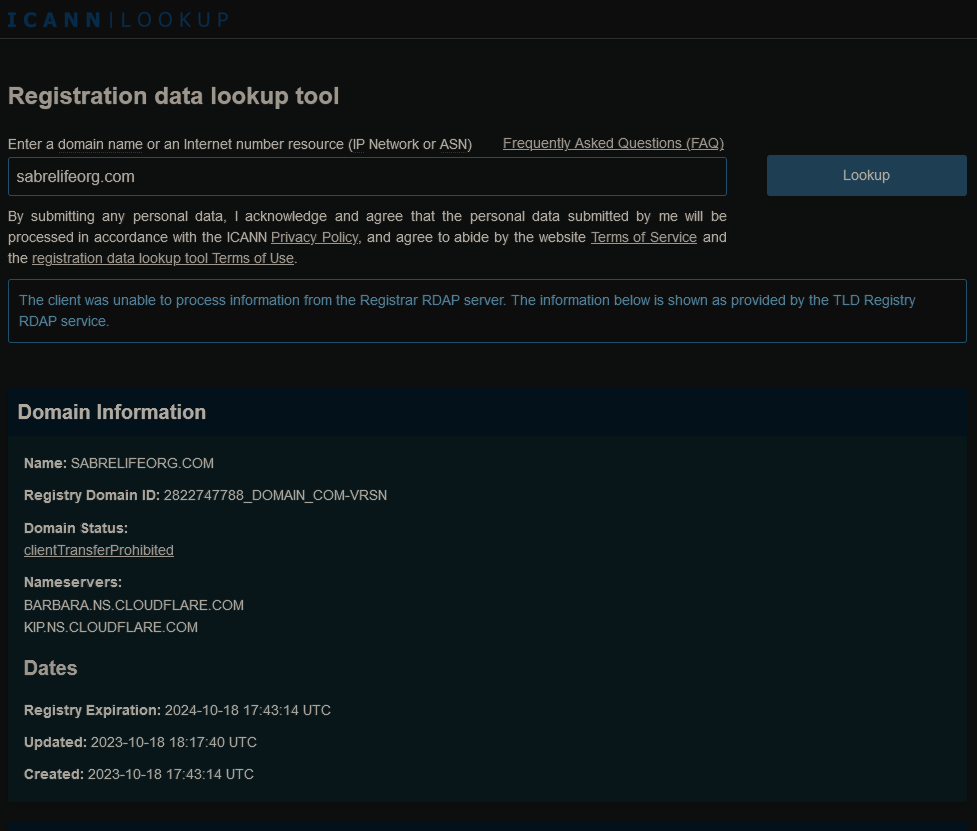 ICANN|LOOKUP
Registration data lookup tool
Enter a domain name or an Internet number resource (IP Network or ASN)
Frequently Asked Questions (FAQ)
sabrelifeorg.com
Lookup
By submitting any personal data, I acknowledge and agree that the personal data submitted by me will be
processed in accordance with the ICANN Privacy Policy, and agree to abide by the website Terms of Service and
the registration data lookup tool Terms of Use.
The client was unable to process information from the Registrar RDAP server. The information below is shown as provided by the TLD Registry
RDAP service.
Domain Information
Name: SABRELIFEORG.COM
Registry Domain ID: 2822747788_DOMAIN_COM-VRSN
Domain Status:
clientTransferProhibited
Nameservers:
BARBARA.NS.CLOUDFLARE.COM
KIP.NS.CLOUDFLARE.COM
Dates
Registry Expiration: 2024-10-18 17:43:14 UTC
Updated: 2023-10-18 18:17:40 UTC
Created: 2023-10-18 17:43:14 UTC